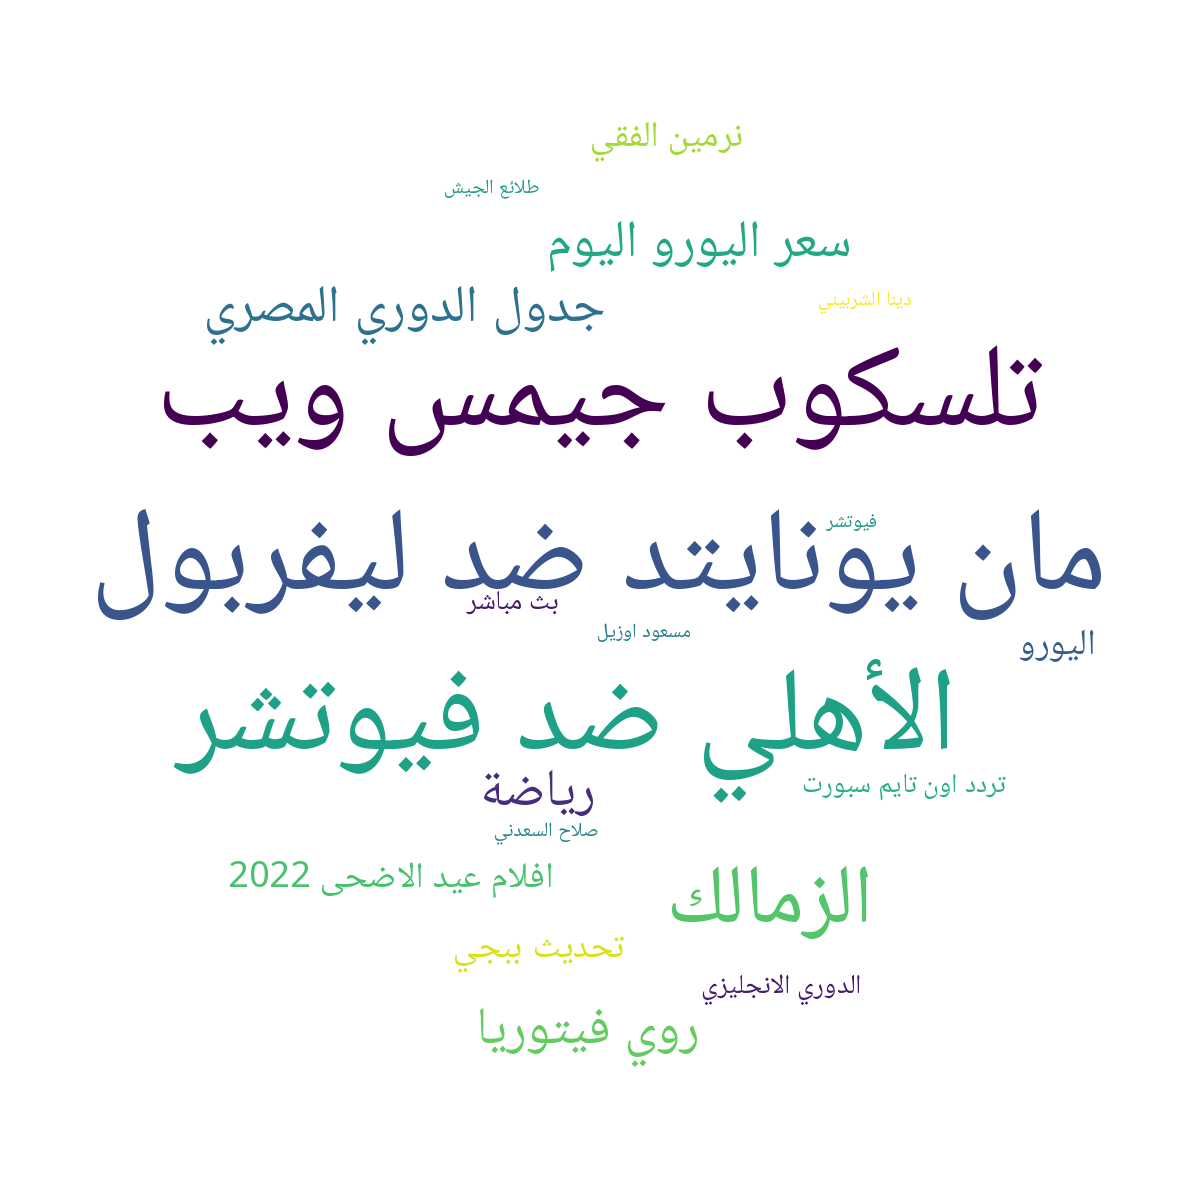 نرمين الفقي
طلائع الجيش
سعر اليورو اليوم
دينا الشربيني
جدول الدوري المصري
تلسكوب جيمس ويب
فيوتشر
مان يونايتد ضد ليفربول
بث مباشر
مسعود اوزيل
اليورو
الأهلي ضد فيوتشر
تردد اون تايم سبورت
رياضة
صلاح السعدني
افلام عيد الاضحى 2022
الزمالك
تحديث ببجي
الدوري الانجليزي
روي فيتوريا